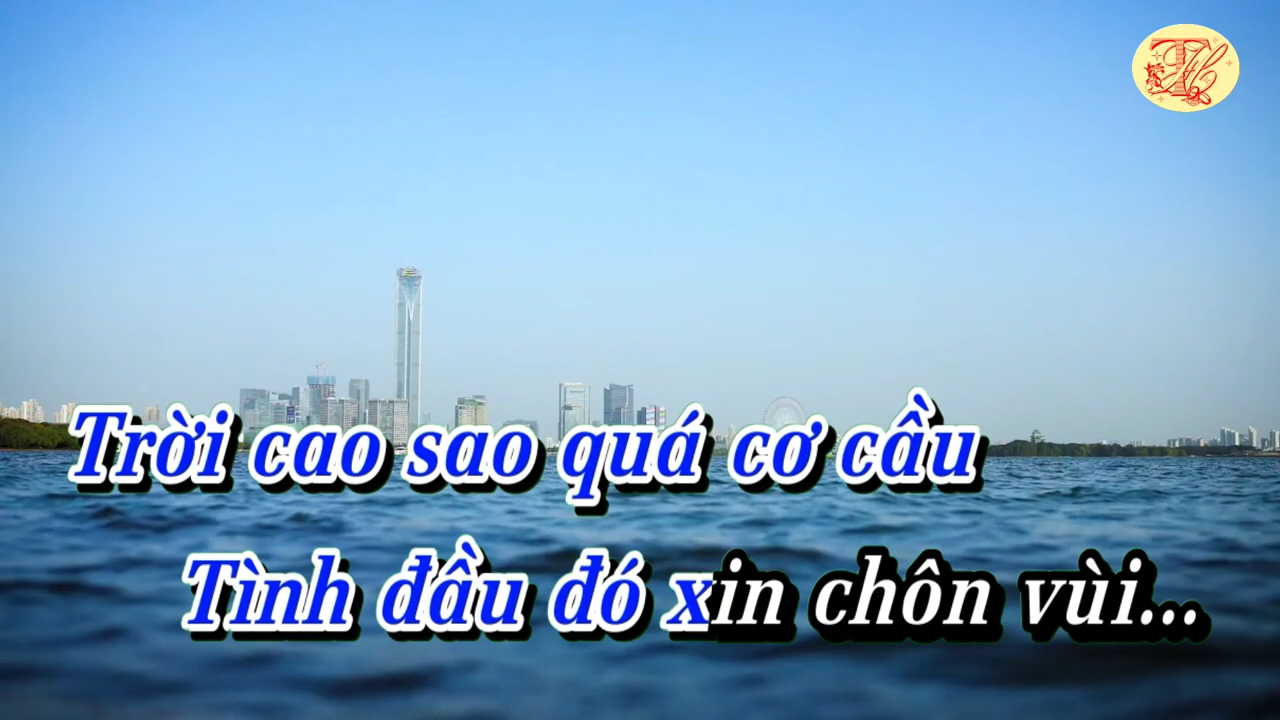 Trời cao sao quá cơ cầu
Tình đầu đó xin chôn vùi...